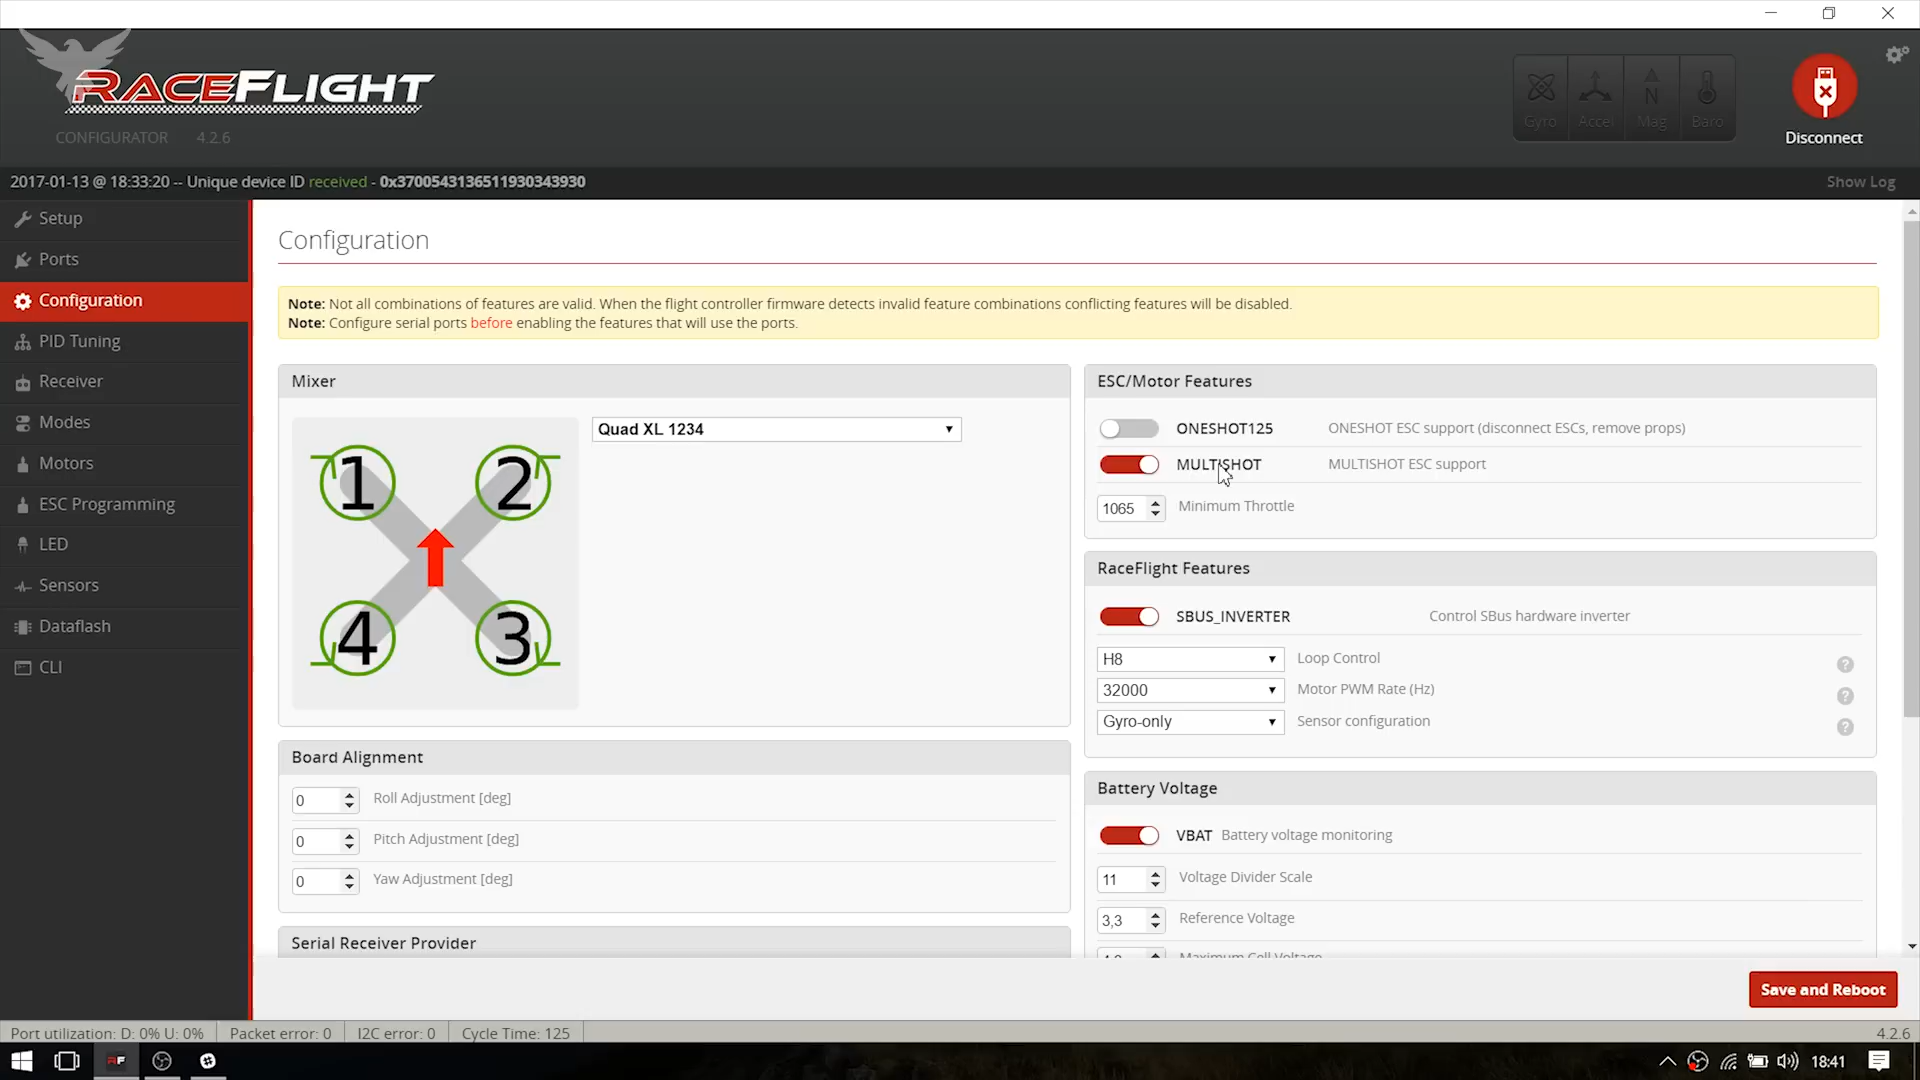 RACEFLIGHT
CONFIGURATOR 4.2.6
Gyro Accel Mag Baro
N
Disconnect
2017-01-13 @ 18:33:20 -- Unique device ID received - 0x3700543136511930343930
Show Log
Setup
Ports
Configuration
PID Tuning
Receiver
Modes
Motors
ESC Programming
LED
Sensors
Dataflash
CLI
Configuration
Note: Not all combinations of features are valid. When the flight controller firmware detects invalid feature combinations conflicting features will be disabled.
Note: Configure serial ports before enabling the features that will use the ports.
Mixer
Quad XL 1234
1 2
4 3
Board Alignment
0 Roll Adjustment [deg]
0 Pitch Adjustment [deg]
0 Yaw Adjustment [deg]
Serial Receiver Provider
ESC/Motor Features
ONESHOT125 ONESHOT ESC support (disconnect ESCs, remove props)
MULTISHOT MULTISHOT ESC support
1065 Minimum Throttle
RaceFlight Features
SBUS_INVERTER Control SBus hardware inverter
H8 Loop Control
32000 Motor PWM Rate (Hz)
Gyro-only Sensor configuration
Battery Voltage
VBAT Battery voltage monitoring
11 Voltage Divider Scale
3,3 Reference Voltage
Maximum Cell Voltage
Save and Reboot
Port utilization: D: 0% U: 0% Packet error: 0 I2C error: 0 Cycle Time: 125 4.2.6
RF
18:41